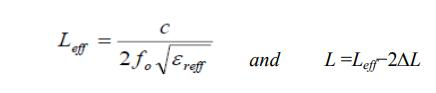 L_eff = c / (2 f_o √ε_reff) and L =L_eff−2ΔL